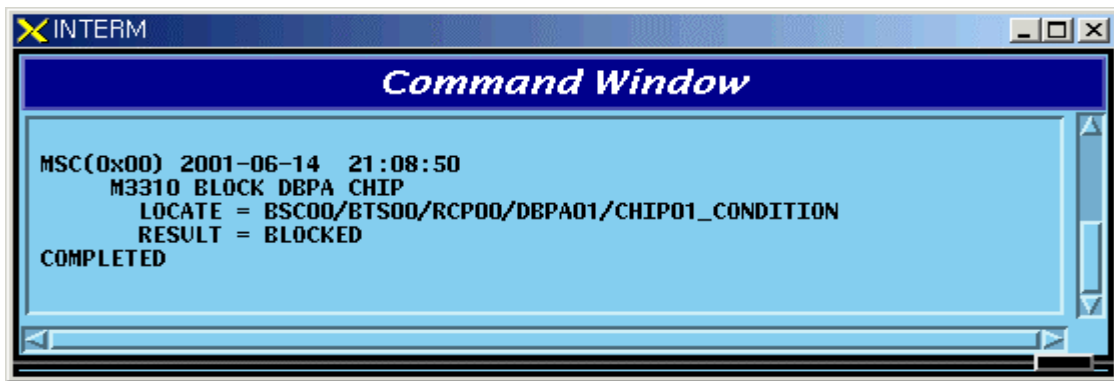 INTERM
Command Window
MSC(0x00) 2001-06-14 21:08:50
M3310 BLOCK DBPA CHIP
LOCATE = BSC00/BTS00/RCP00/DBPA01/CHIP01_CONDITION
RESULT = BLOCKED
COMPLETED